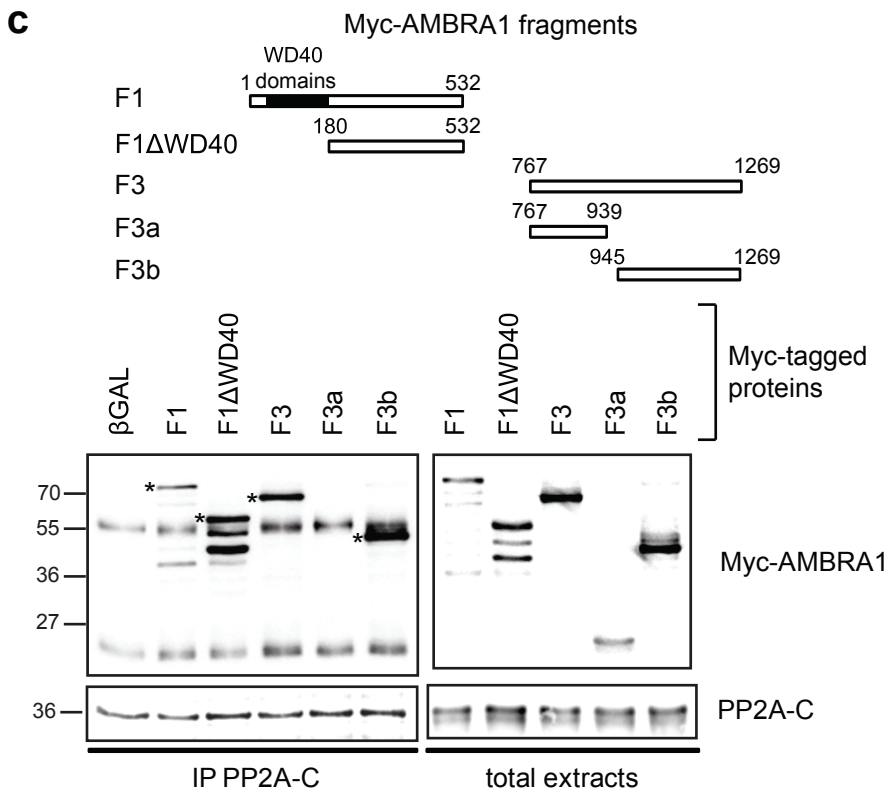 c
Myc-AMBRA1 fragments
WD40
1 domains 532
F1
180 532
F1ΔWD40
767 1269
F3
767 939
F3a
945 1269
F3b
βGAL F1 F1ΔWD40 F3 F3a F3b F1 F1ΔWD40 F3 F3a F3b
Myc-tagged
proteins
*
70 *
*
55
*
36
27
Myc-AMBRA1
36
PP2A-C
IP PP2A-C total extracts